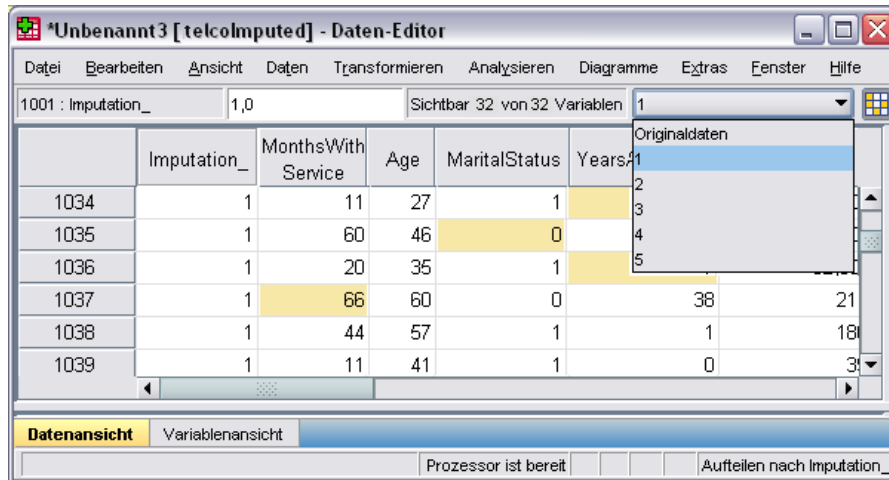 *Unbenannt3 [telcoImputed] - Daten-Editor
Datei Bearbeiten Ansicht Daten Transformieren Analysieren Diagramme Extras Fenster Hilfe
1001 : Imputation_ 1,0 Sichtbar 32 von 32 Variablen 1
Originaldaten
1
2
3
4
5
Imputation_ MonthsWith Service Age MaritalStatus
1034 1 11 27 1
1035 1 60 46 0
1036 1 20 35 1
1037 1 66 60 0 38 21
1038 1 44 57 1 1 18
1039 1 11 41 1 0
Datenansicht Variablenansicht
Prozessor ist bereit Aufteilen nach Imputation_